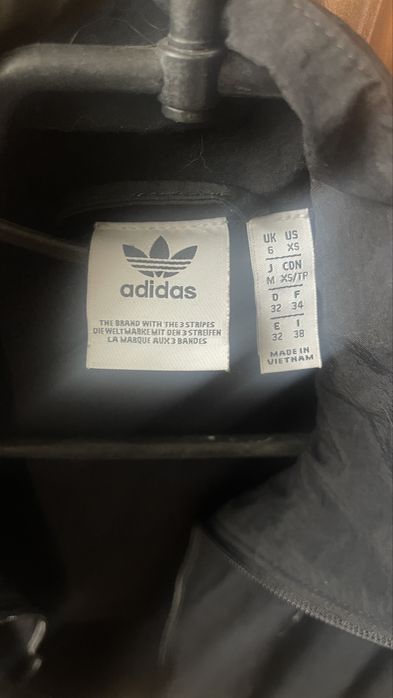 adidas
THE BRAND WITH THE 3 STRIPES
DIE WELTMARKE MIT DEN 3 STREIFEN
LA MARQUE AUX 3 BANDES
UK US
6 XS
J CON
M XS/TP
D F
32 34
E I
32 38
MADE IN
VIETNAM